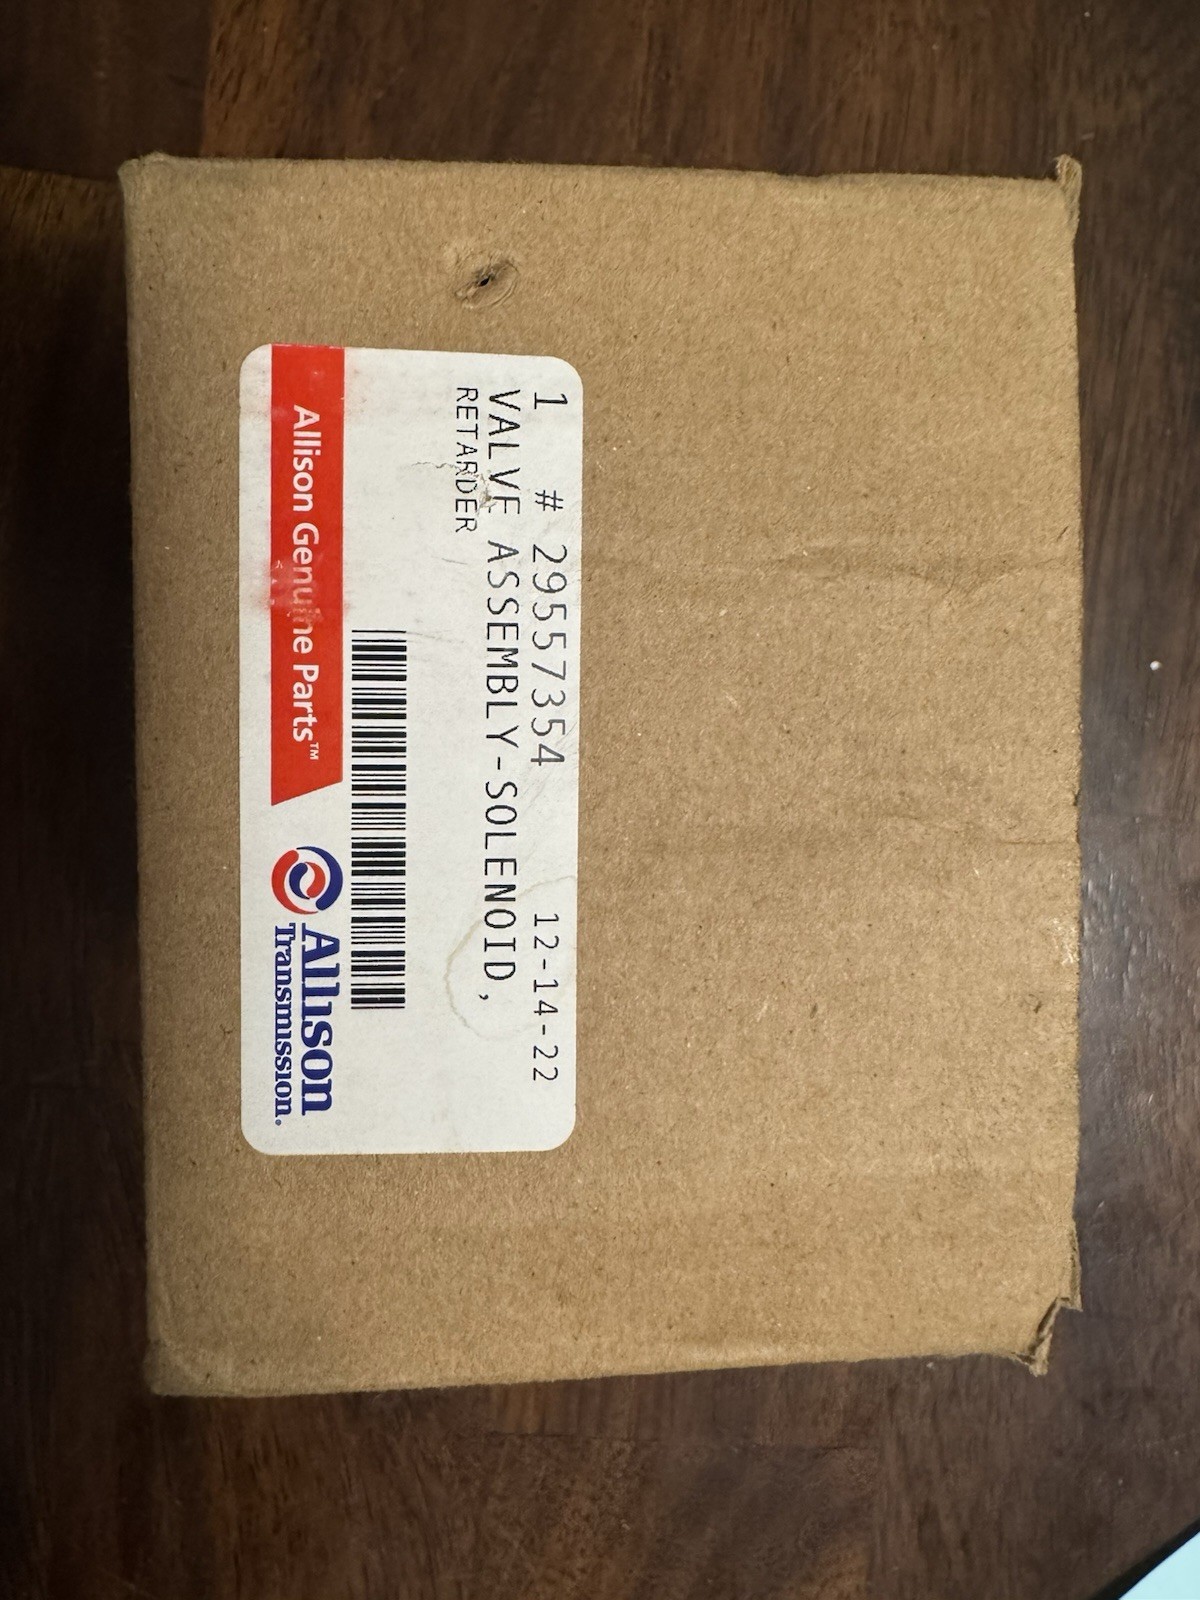 1 # 29557354 12-14-22
VALVE ASSEMBLY-SOLENOID,
RETARDER
Allison Genuine Parts™
Allison
Transmission.